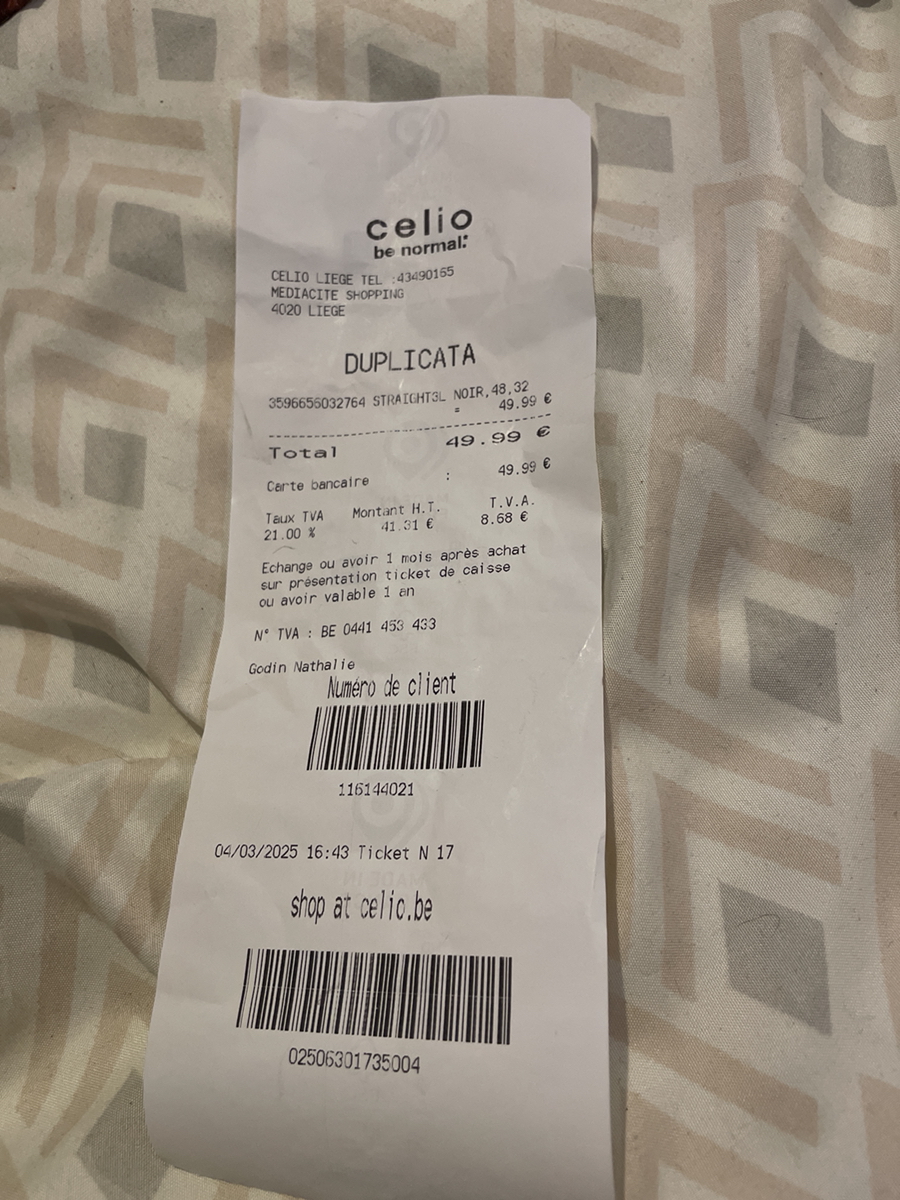 celio
be normal:
CELIO LIEGE TEL :43490165
MEDIACITE SHOPPING
4020 LIEGE
DUPLICATA
3596656032764 STRAIGHT3L NOIR,48,32
= 49.99 €
Total 49.99 €
Carte bancaire : 49.99 €
Taux TVA Montant H.T. T.V.A.
21.00 % 41.31 € 8.68 €
Echange ou avoir 1 mois après achat
sur présentation ticket de caisse
ou avoir valable 1 an
N° TVA : BE 0441 453 433
Godin Nathalie
Numéro de client
116144021
04/03/2025 16:43 Ticket N 17
shop at celio.be
02506301735004